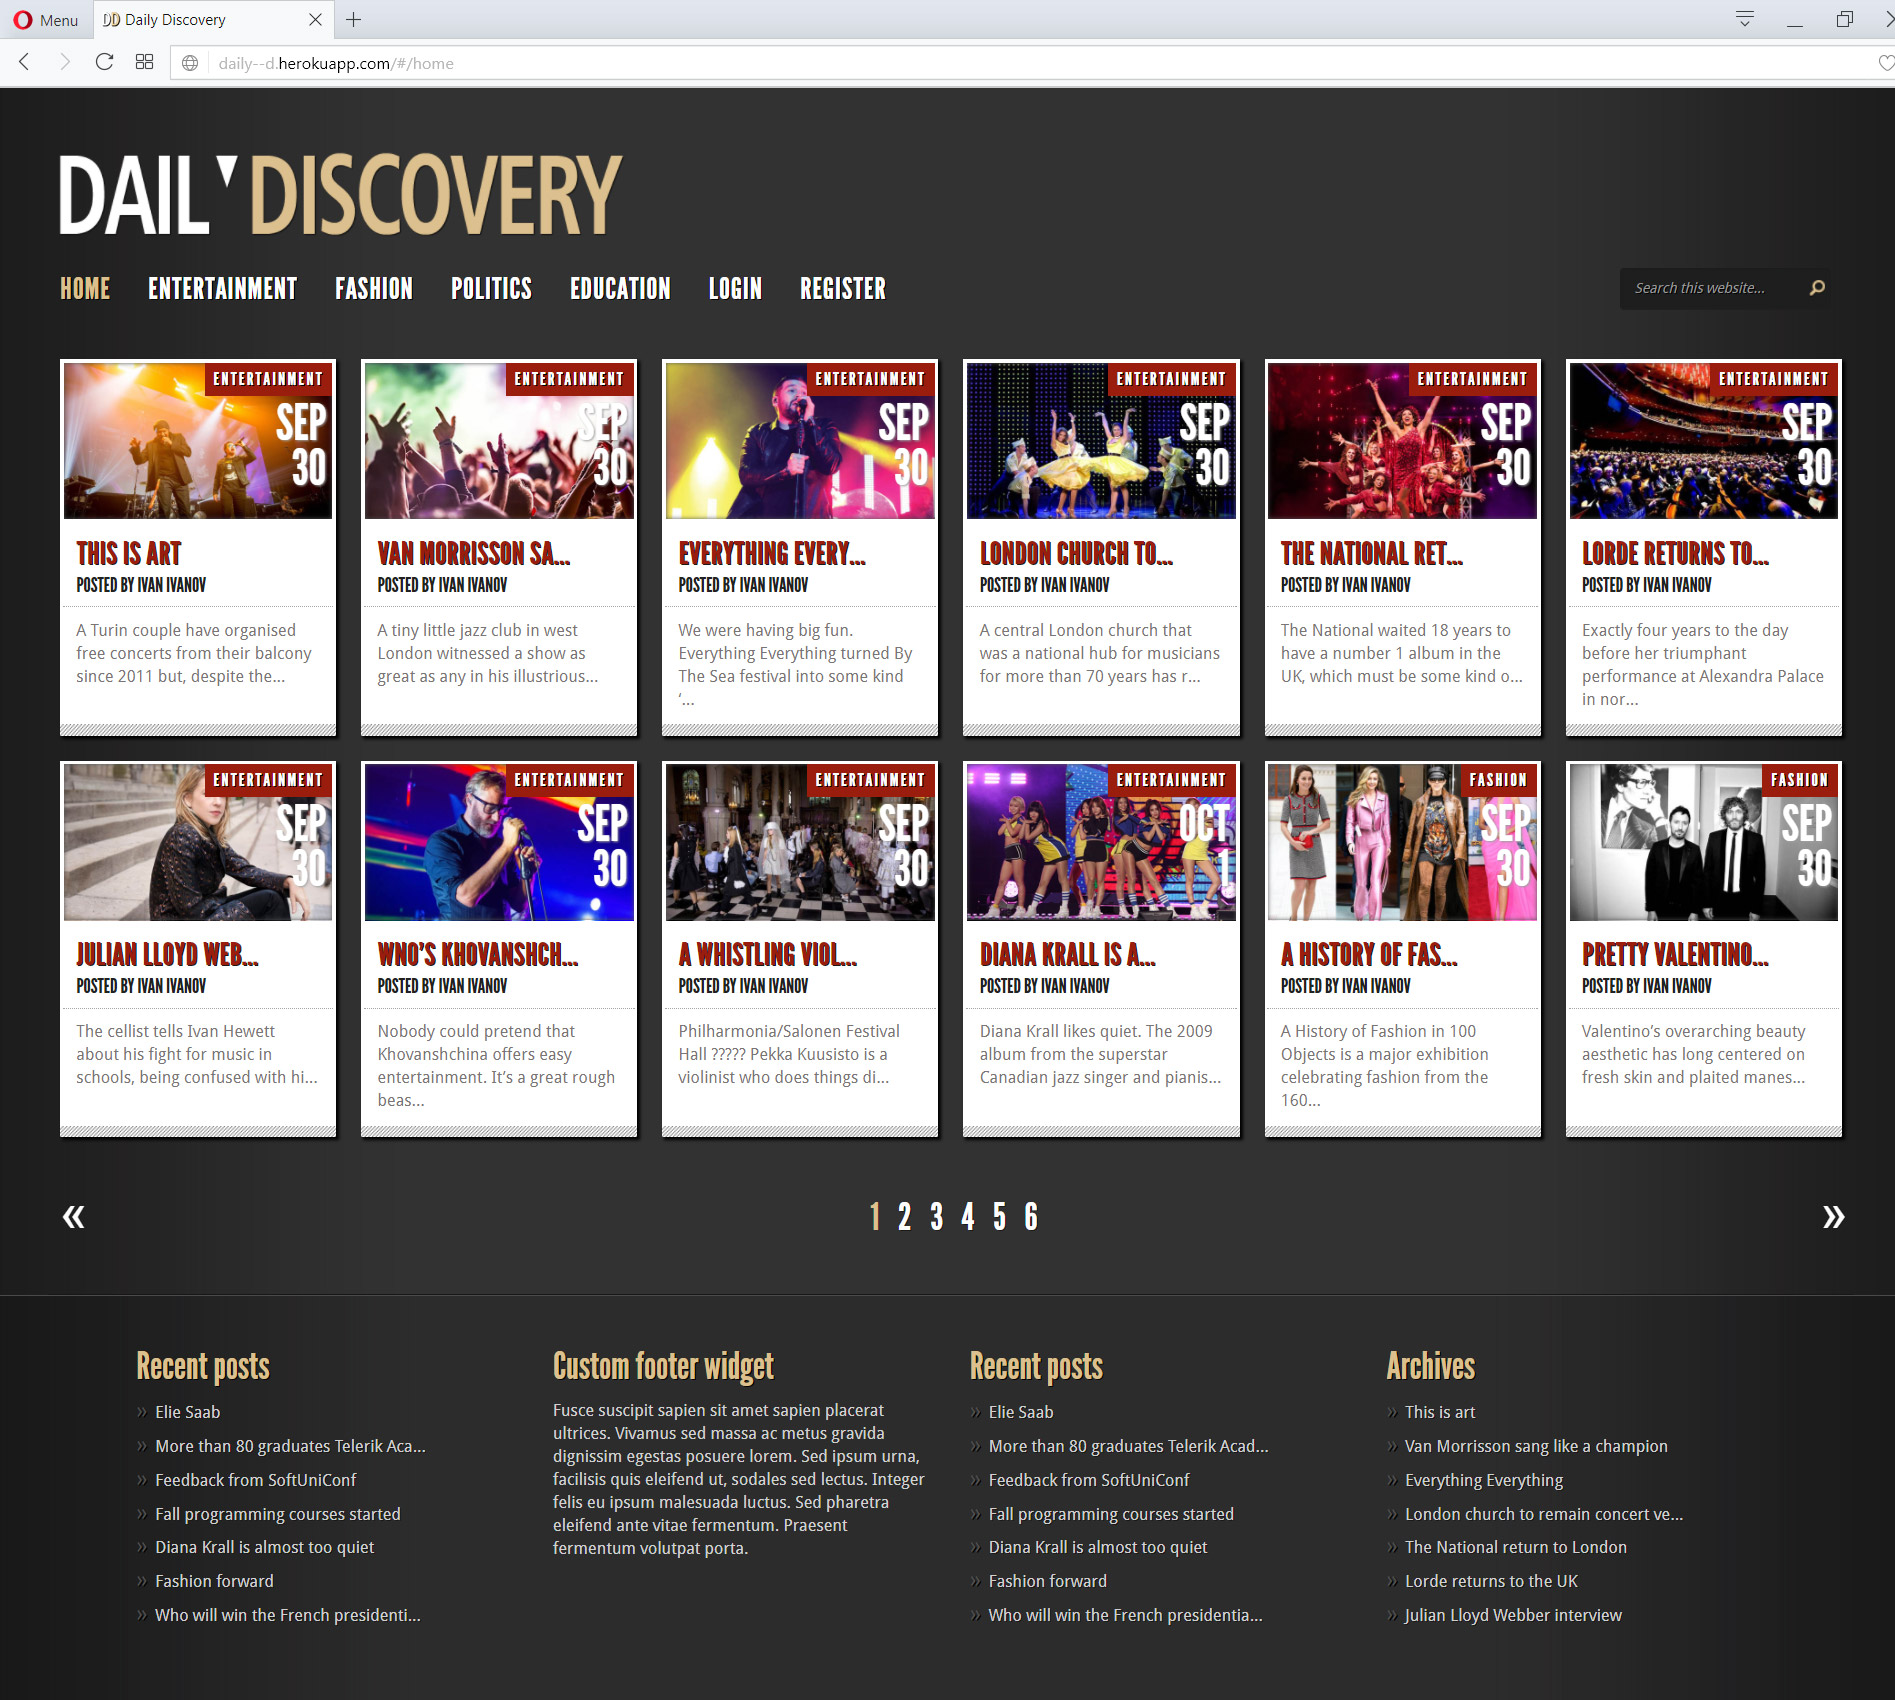 Menu
DD Daily Discovery
daily--d.herokuapp.com/#/home
DAILY DISCOVERY
HOME ENTERTAINMENT FASHION POLITICS EDUCATION LOGIN REGISTER
Search this website...
ENTERTAINMENT
SEP
30
THIS IS ART
POSTED BY IVAN IVANOV
A Turin couple have organised
free concerts from their balcony
since 2011 but, despite the...
ENTERTAINMENT
SEP
30
VAN MORRISSON SA...
POSTED BY IVAN IVANOV
A tiny little jazz club in west
London witnessed a show as
great as any in his illustrious...
ENTERTAINMENT
SEP
30
EVERYTHING EVERY...
POSTED BY IVAN IVANOV
We were having big fun.
Everything Everything turned By
The Sea festival into some kind
‘...
ENTERTAINMENT
SEP
30
LONDON CHURCH TO...
POSTED BY IVAN IVANOV
A central London church that
was a national hub for musicians
for more than 70 years has r...
ENTERTAINMENT
SEP
30
THE NATIONAL RET...
POSTED BY IVAN IVANOV
The National waited 18 years to
have a number 1 album in the
UK, which must be some kind o...
ENTERTAINMENT
SEP
30
LORDE RETURNS TO...
POSTED BY IVAN IVANOV
Exactly four years to the day
before her triumphant
performance at Alexandra Palace
in nor...
ENTERTAINMENT
SEP
30
JULIAN LLOYD WEB...
POSTED BY IVAN IVANOV
The cellist tells Ivan Hewett
about his fight for music in
schools, being confused with hi...
ENTERTAINMENT
SEP
30
WNO’S KHOVANSHCH...
POSTED BY IVAN IVANOV
Nobody could pretend that
Khovanshchina offers easy
entertainment. It’s a great rough
beas...
ENTERTAINMENT
SEP
30
A WHISTLING VIOL...
POSTED BY IVAN IVANOV
Philharmonia/Salonen Festival
Hall ????? Pekka Kuusisto is a
violinist who does things di...
ENTERTAINMENT
OCT
1
DIANA KRALL IS A...
POSTED BY IVAN IVANOV
Diana Krall likes quiet. The 2009
album from the superstar
Canadian jazz singer and pianis...
FASHION
SEP
30
A HISTORY OF FAS...
POSTED BY IVAN IVANOV
A History of Fashion in 100
Objects is a major exhibition
celebrating fashion from the
160...
FASHION
SEP
30
PRETTY VALENTINO...
POSTED BY IVAN IVANOV
Valentino’s overarching beauty
aesthetic has long centered on
fresh skin and plaited manes...
« 1 2 3 4 5 6 »
Recent posts
» Elie Saab
» More than 80 graduates Telerik Aca...
» Feedback from SoftUniConf
» Fall programming courses started
» Diana Krall is almost too quiet
» Fashion forward
» Who will win the French presidenti...
Custom footer widget
Fusce suscipit sapien sit amet sapien placerat
ultrices. Vivamus sed massa ac metus gravida
dignissim egestas posuere lorem. Sed ipsum urna,
facilisis quis eleifend ut, sodales sed lectus. Integer
felis eu ipsum malesuada luctus. Sed pharetra
eleifend ante vitae fermentum. Praesent
fermentum volutpat porta.
Recent posts
» Elie Saab
» More than 80 graduates Telerik Acad...
» Feedback from SoftUniConf
» Fall programming courses started
» Diana Krall is almost too quiet
» Fashion forward
» Who will win the French presidentia...
Archives
» This is art
» Van Morrisson sang like a champion
» Everything Everything
» London church to remain concert ve...
» The National return to London
» Lorde returns to the UK
» Julian Lloyd Webber interview